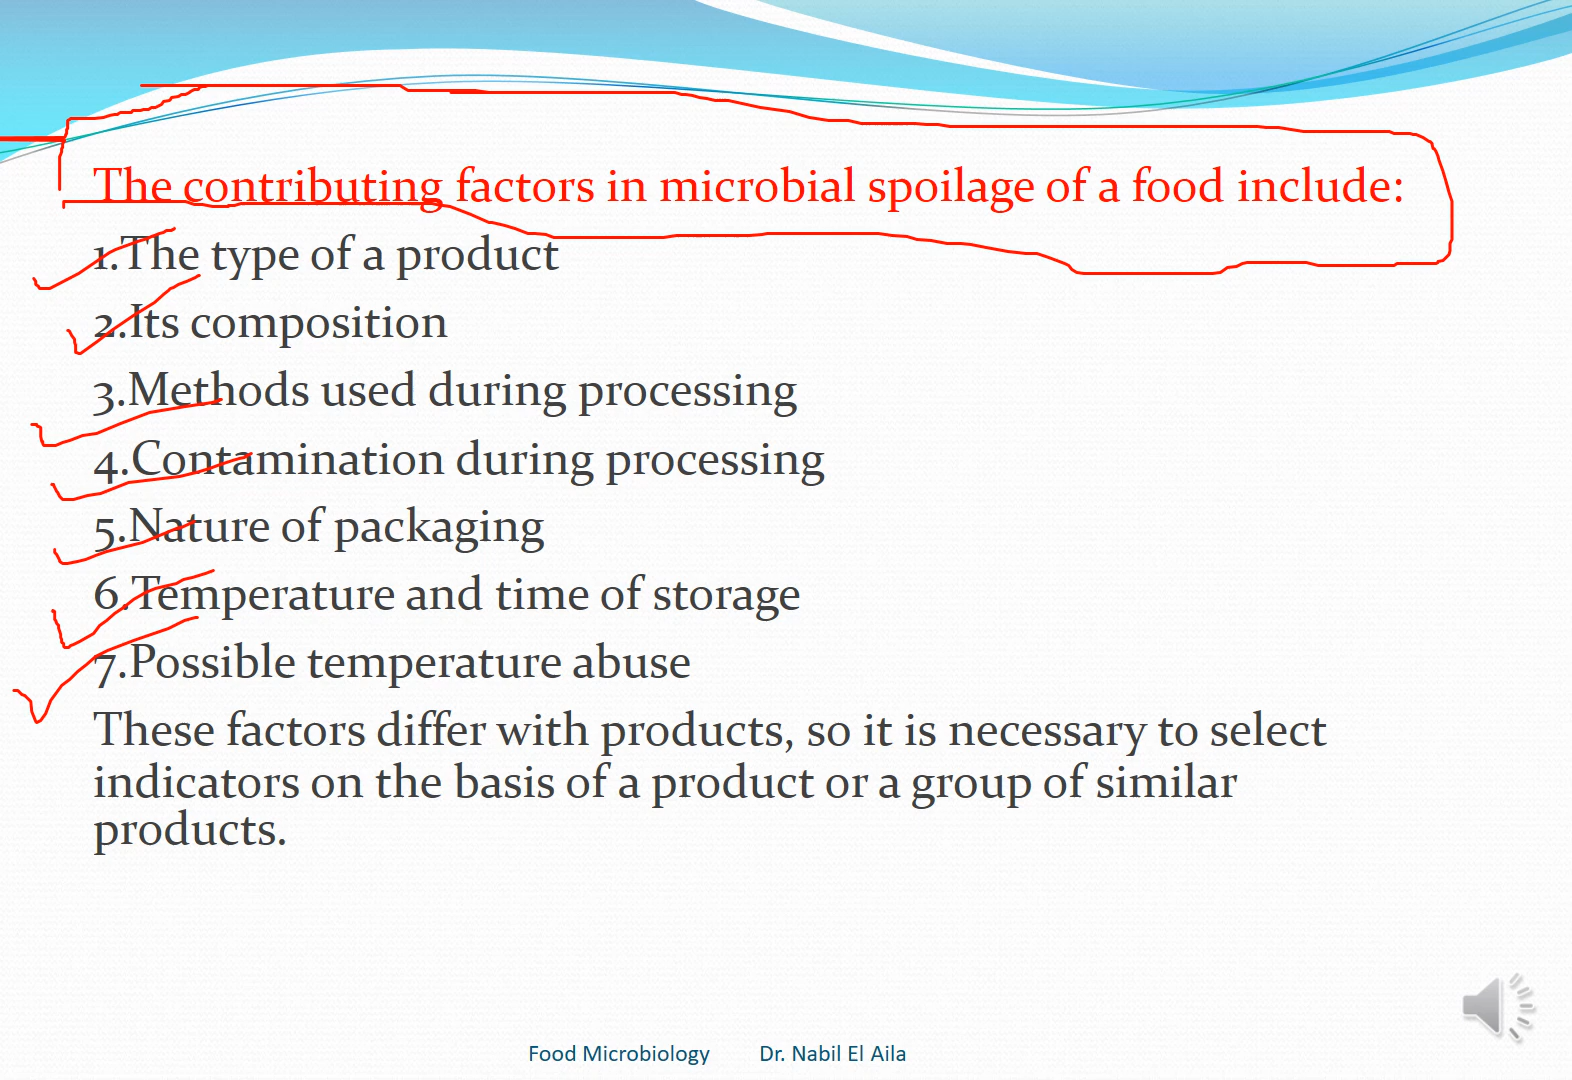 The contributing factors in microbial spoilage of a food include:
1.The type of a product
2.Its composition
3.Methods used during processing
4.Contamination during processing
5.Nature of packaging
6.Temperature and time of storage
7.Possible temperature abuse
These factors differ with products, so it is necessary to select
indicators on the basis of a product or a group of similar
products.
Food Microbiology Dr. Nabil El Aila